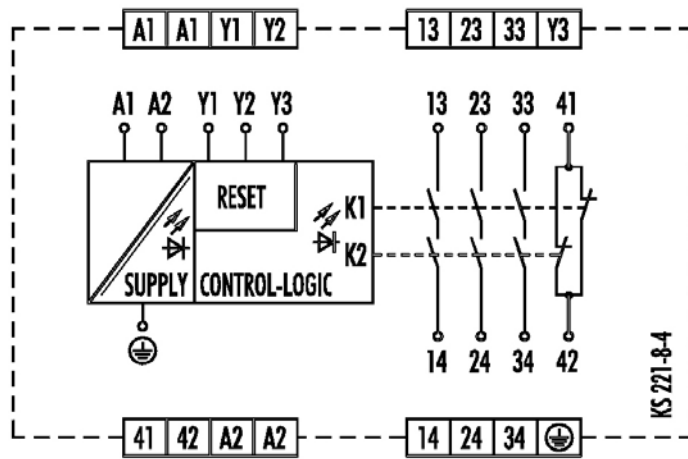 A1 A1 Y1 Y2 13 23 33 Y3
A1 A2 Y1 Y2 Y3 13 23 33 41
RESET
K1
K2
SUPPLY CONTROL-LOGIC
14 24 34 42
KS 221-8-4
41 42 A2 A2 14 24 34